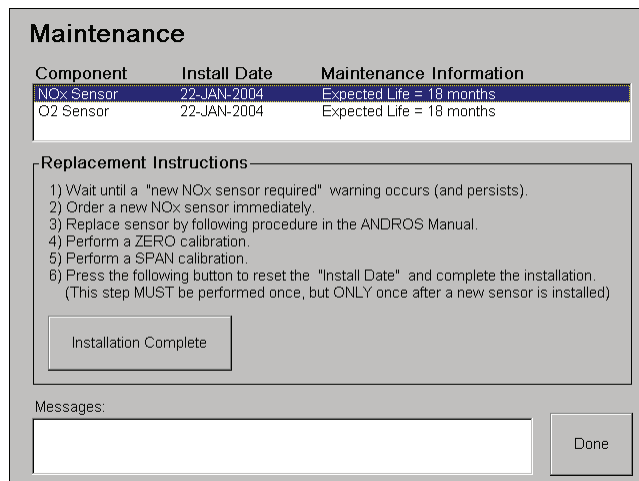 Maintenance
Component Install Date Maintenance Information
NOx Sensor 22-JAN-2004 Expected Life = 18 months
O2 Sensor 22-JAN-2004 Expected Life = 18 months
Replacement Instructions
1) Wait until a "new NOx sensor required" warning occurs (and persists).
2) Order a new NOx sensor immediately.
3) Replace sensor by following procedure in the ANDROS Manual.
4) Perform a ZERO calibration.
5) Perform a SPAN calibration.
6) Press the following button to reset the "Install Date" and complete the installation.
(This step MUST be performed once, but ONLY once after a new sensor is installed)
Installation Complete
Messages:
Done